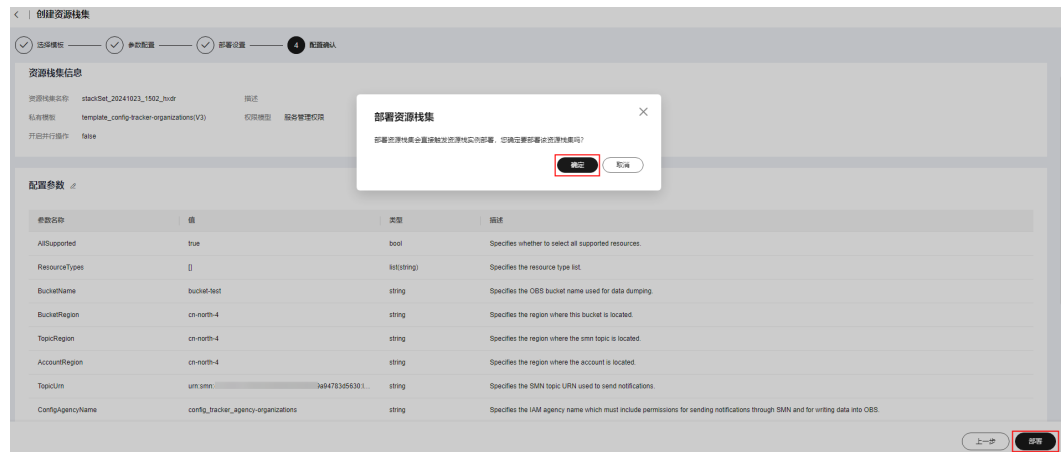 创建资源栈集
选择模板 参数配置 部署设置 4 配置确认
资源栈集信息
资源栈集名称 stackSet_20241023_1502_hxdr 描述
私有模板 template_config-tracker-organizations(V3) 权限模型 服务管理权限
开启并行操作 false
部署资源栈集
部署资源栈集会直接触发资源栈实例部署，您确定要部署该资源栈集吗？
确定 取消
配置参数
参数名称 值 类型 描述
AllSupported true bool Specifies whether to select all supported resources.
ResourceTypes [] list(string) Specifies the resource type list.
BucketName bucket-test string Specifies the OBS bucket name used for data dumping.
BucketRegion cn-north-4 string Specifies the region where this bucket is located.
TopicRegion cn-north-4 string Specifies the region where the smn topic is located.
AccountRegion cn-north-4 string Specifies the region where the account is located.
TopicUrn urn:smn: 9a94783d5630:l... string Specifies the SMN topic URN used to send notifications.
ConfigAgencyName config_tracker_agency-organizations string Specifies the IAM agency name which must include permissions for sending notifications through SMN and for writing data into OBS.
上一步 部署